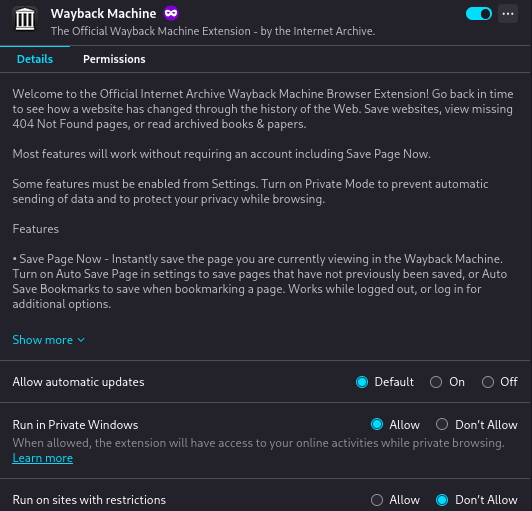 Wayback Machine
The Official Wayback Machine Extension - by the Internet Archive.
Details Permissions
Welcome to the Official Internet Archive Wayback Machine Browser Extension! Go back in time
to see how a website has changed through the history of the Web. Save websites, view missing
404 Not Found pages, or read archived books & papers.
Most features will work without requiring an account including Save Page Now.
Some features must be enabled from Settings. Turn on Private Mode to prevent automatic
sending of data and to protect your privacy while browsing.
Features
• Save Page Now - Instantly save the page you are currently viewing in the Wayback Machine.
Turn on Auto Save Page in settings to save pages that have not previously been saved, or Auto
Save Bookmarks to save when bookmarking a page. Works while logged out, or log in for
additional options.
Show more
Allow automatic updates Default On Off
Run in Private Windows Allow Don't Allow
When allowed, the extension will have access to your online activities while private browsing.
Learn more
Run on sites with restrictions Allow Don't Allow